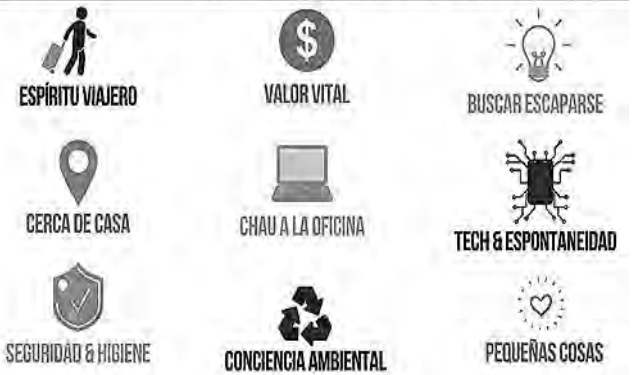 ESPÍRITU VIAJERO
VALOR VITAL
BUSCAR ESCAPARSE
CERCA DE CASA
CHAU A LA OFICINA
TECH & ESPONTANEIDAD
SEGURIDAD & HIGIENE
CONCIENCIA AMBIENTAL
PEQUEÑAS COSAS